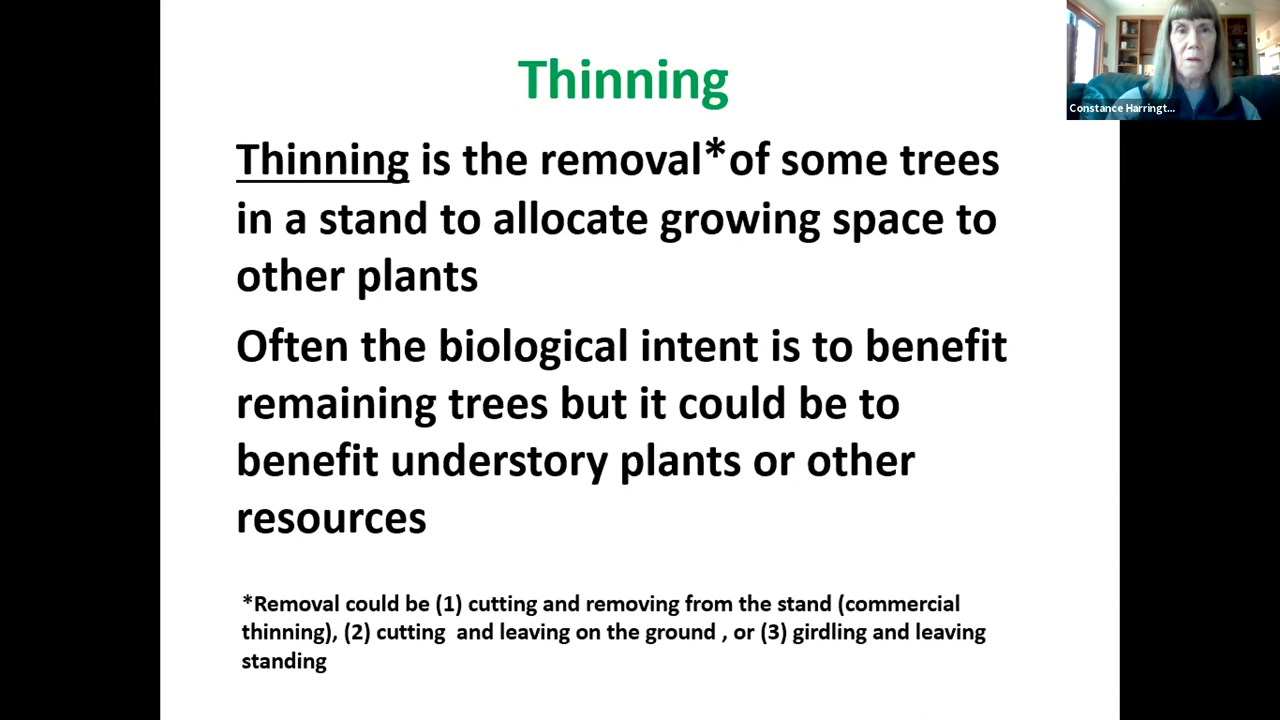 Thinning
Thinning is the removal*of some trees
in a stand to allocate growing space to
other plants
Often the biological intent is to benefit
remaining trees but it could be to
benefit understory plants or other
resources
*Removal could be (1) cutting and removing from the stand (commercial
thinning), (2) cutting  and leaving on the ground , or (3) girdling and leaving
standing
Constance Harringt...